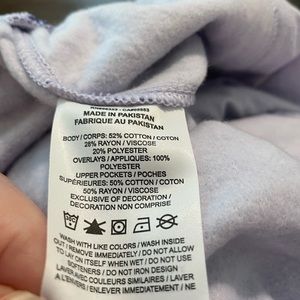 MADE IN PAKISTAN
FABRIQUE AU PAKISTAN
BODY / CORPS: 52% COTTON / COTON
28% RAYON / VISCOSE
20% POLYESTER
OVERLAYS / APPLIQUES: 100%
POLYESTER
UPPER POCKETS / POCHES
SUPÉRIEURES: 50% COTTON / COTON
50% RAYON / VISCOSE
EXCLUSIVE OF DECORATION /
DECORATION NON COMPRISE
WASH WITH LIKE COLORS / WASH INSIDE
OUT / REMOVE IMMEDIATELY / DO NOT ALLOW
TO LAY ON ITSELF WHEN WET / DO NOT USE
SOFTENERS / DO NOT IRON DESIGN
LAVER AVEC COULEURS SIMILAIRES / LAVER
À L'ENVERS / ENLEVER IMMÉDIATEMENT / NE